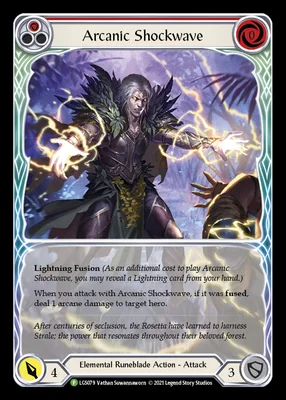 Arcanic Shockwave
Lightning Fusion (As an additional cost to play Arcanic
Shockwave, you may reveal a Lightning card from your hand.)
When you attack with Arcanic Shockwave, if it was fused,
deal 1 arcane damage to target hero.
After centuries of seclusion, the Rosetta have learned to harness
Strale; the power that resonates throughout their beloved forest.
4
Elemental Runeblade Action - Attack
3
LGS079 Vathan Suwannaworn © 2021 Legend Story Studios